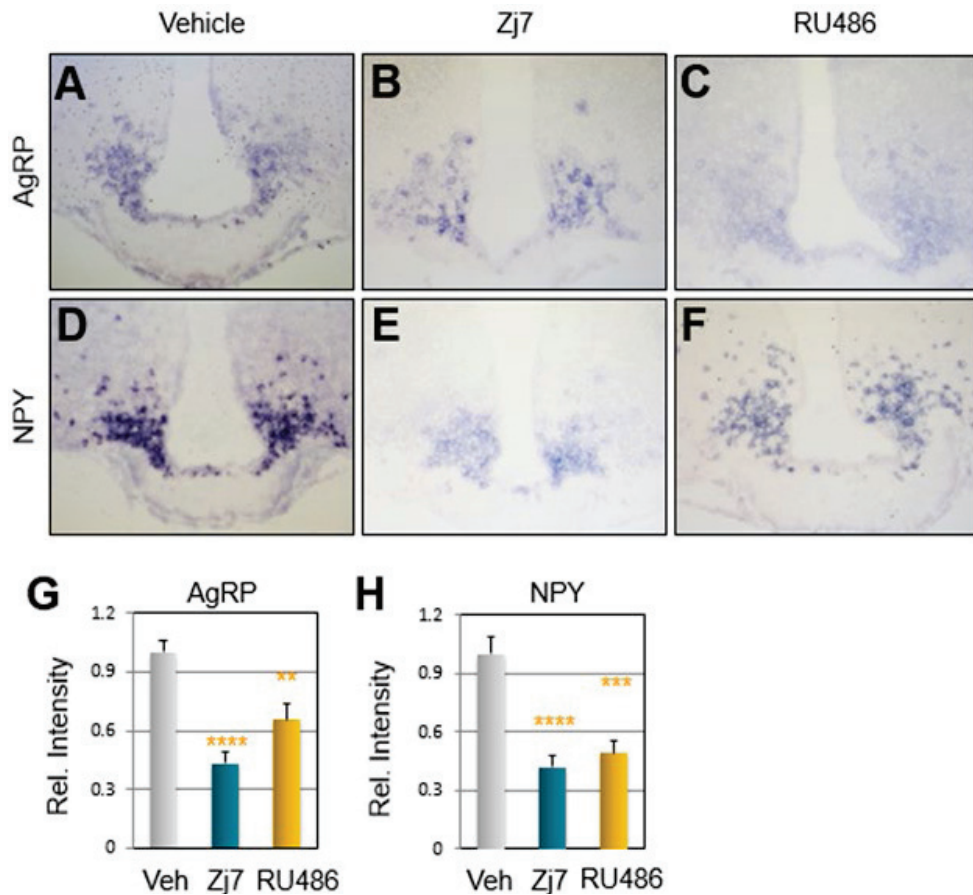 Vehicle Zj7 RU486
AgRP
A B C
NPY
D E F
G AgRP
Rel. Intensity
1.2
0.9
0.6
0.3
0
****
**
Veh Zj7 RU486
H NPY
Rel. Intensity
1.2
0.9
0.6
0.3
0
****
***
Veh Zj7 RU486